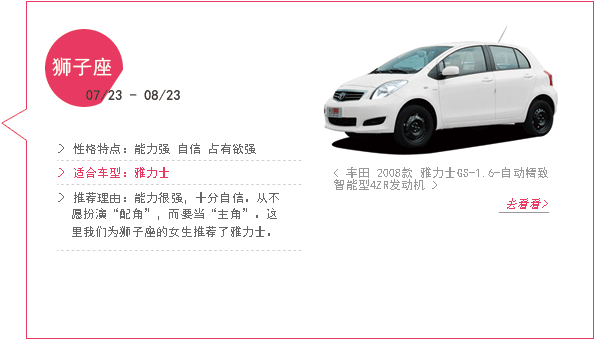 狮子座
07/23 - 08/23
> 性格特点：能力强 自信 占有欲强
> 适合车型：雅力士
> 推荐理由：能力很强，十分自信。从不
愿扮演“配角”，而要当“主角”。这
里我们为狮子座的女生推荐了雅力士。
< 丰田 2008款 雅力士GS-1.6-自动精致
智能型4ZR发动机 >
去看看>